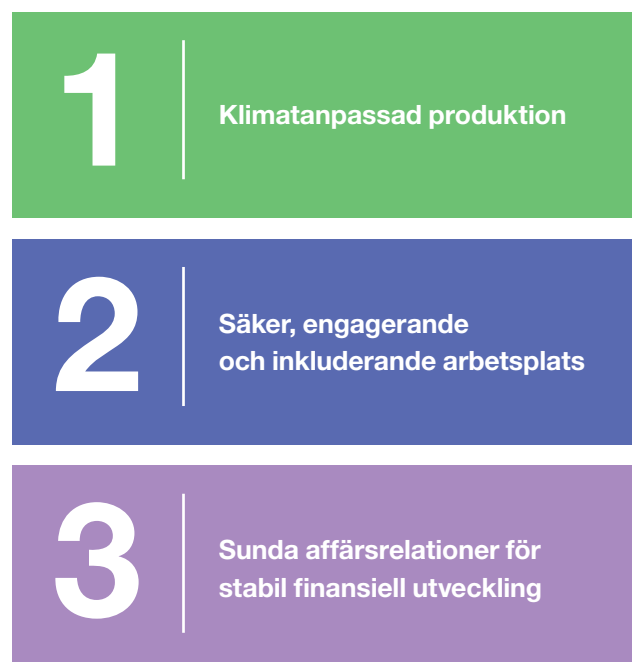 1
Klimatanpassad produktion
2
Säker, engagerande
och inkluderande arbetsplats
3
Sunda affärsrelationer för
stabil finansiell utveckling